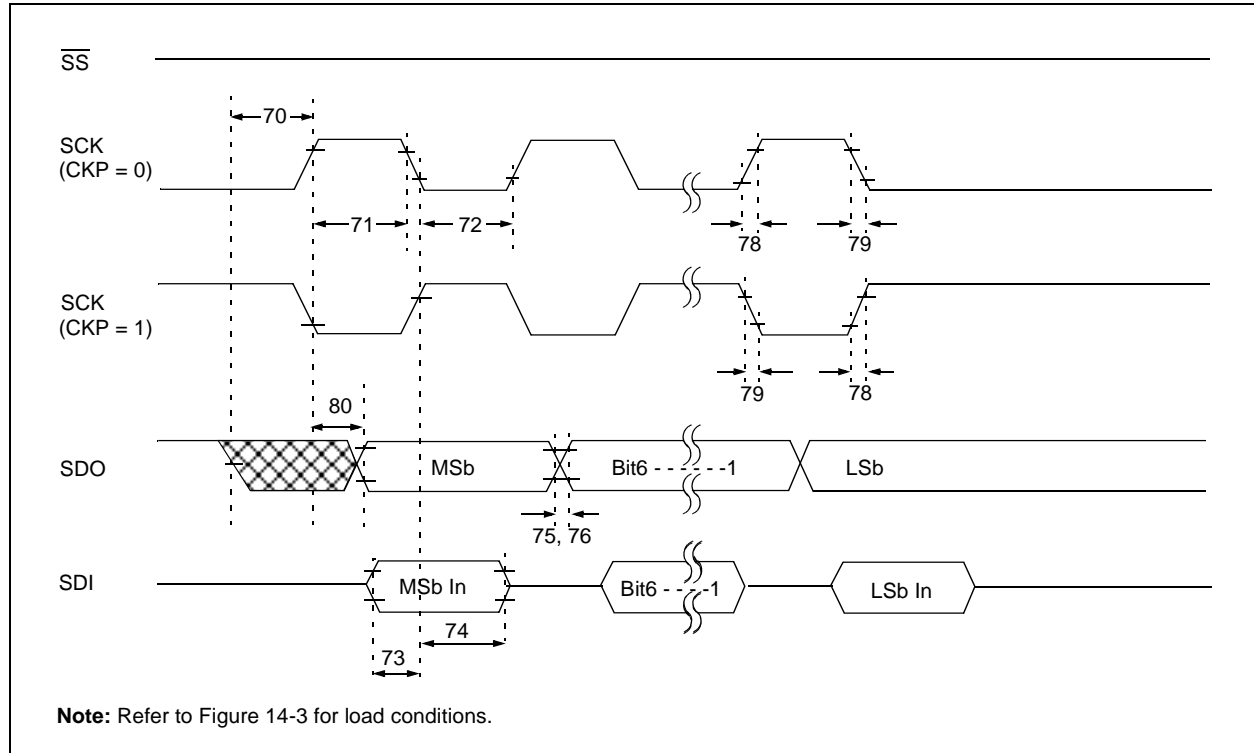 SS
70
SCK
(CKP = 0)
71
72
78
79
SCK
(CKP = 1)
79
78
80
SDO
MSb
Bit6 - - - - - -1
LSb
75, 76
SDI
MSb In
Bit6 - - - -1
LSb In
74
73
Note: Refer to Figure 14-3 for load conditions.